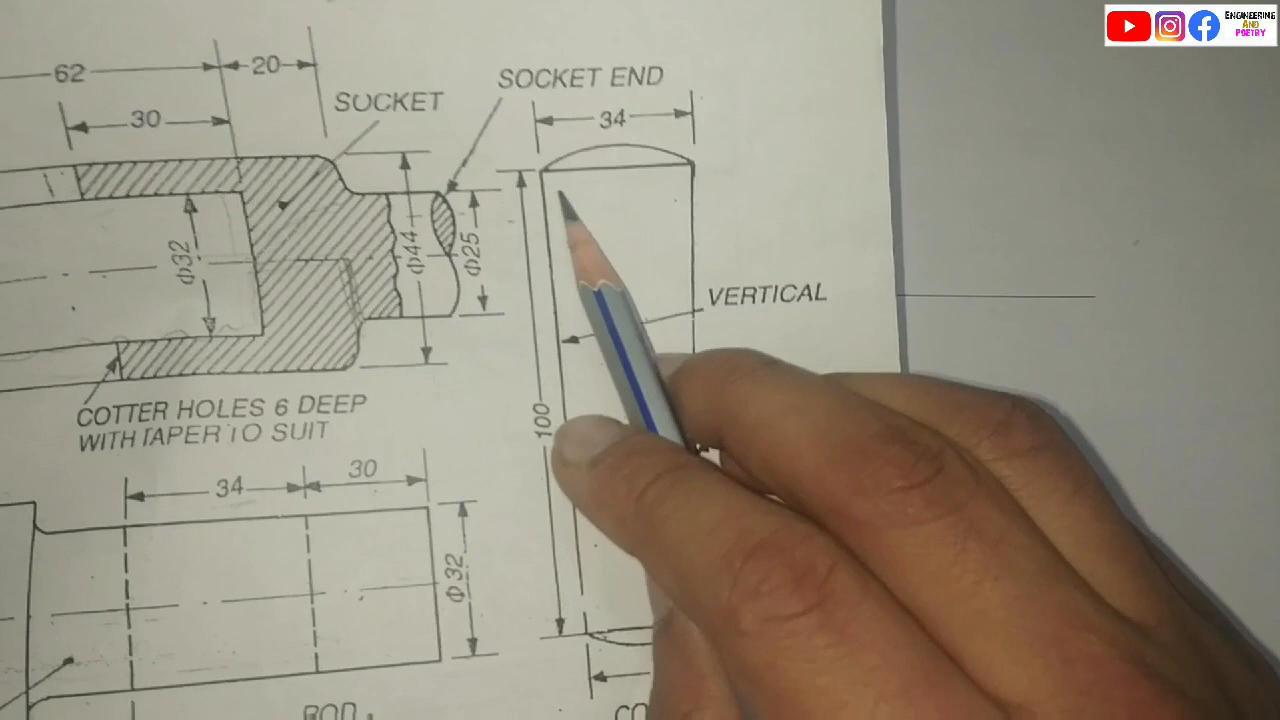 ENGINEERING
AND
POETRY
62
20
SOCKET END
30
SOCKET
34
Φ32
Φ44
Φ25
VERTICAL
100
COTTER HOLES 6 DEEP
WITH TAPER TO SUIT
34
30
Φ32
ROD